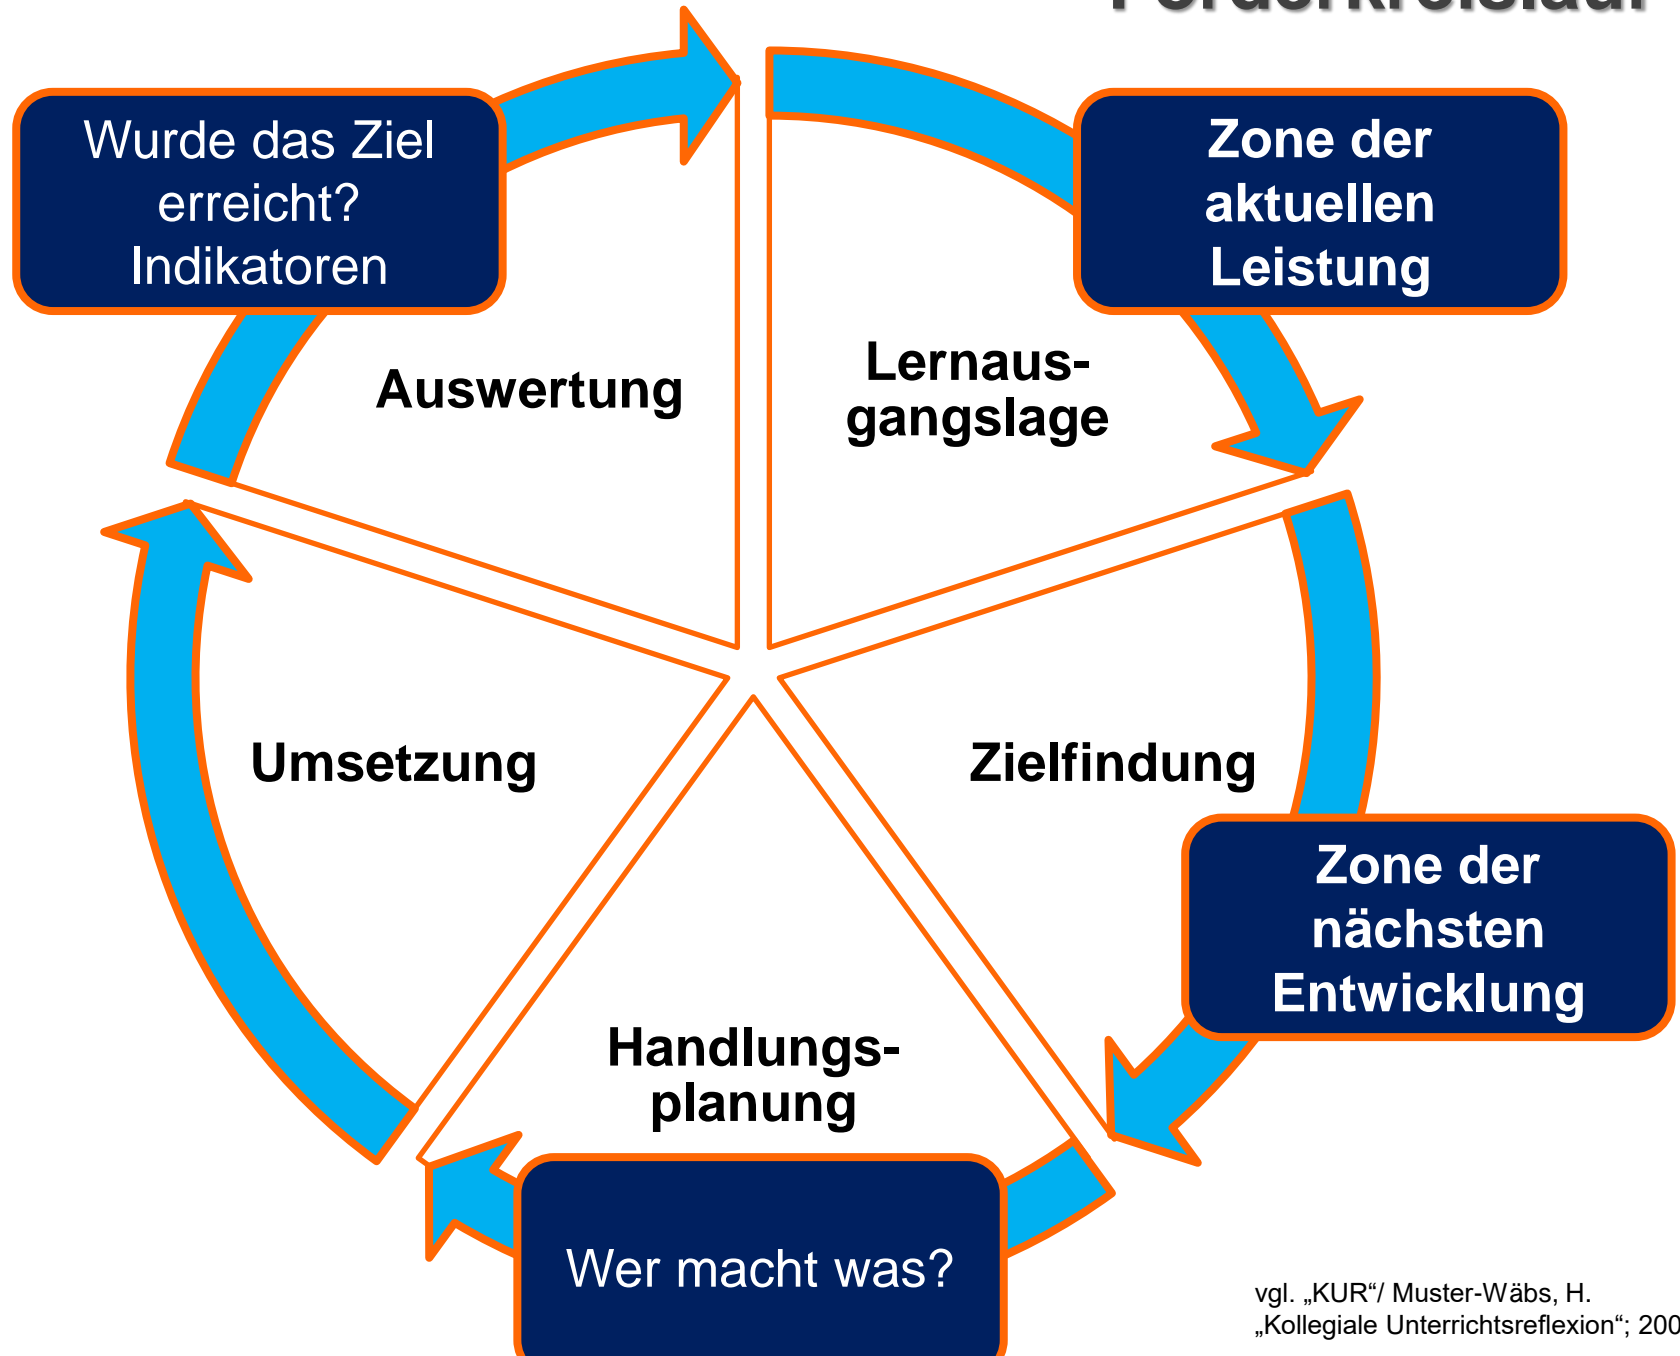 Förderkreislauf
Wurde das Ziel
erreicht?
Indikatoren
Zone der
aktuellen
Leistung
Auswertung
Lernaus-
gangslage
Umsetzung
Zielfindung
Zone der
nächsten
Entwicklung
Handlungs-
planung
Wer macht was?
vgl. „KUR“/ Muster-Wäbs, H.
„Kollegiale Unterrichtsreflexion“; 200